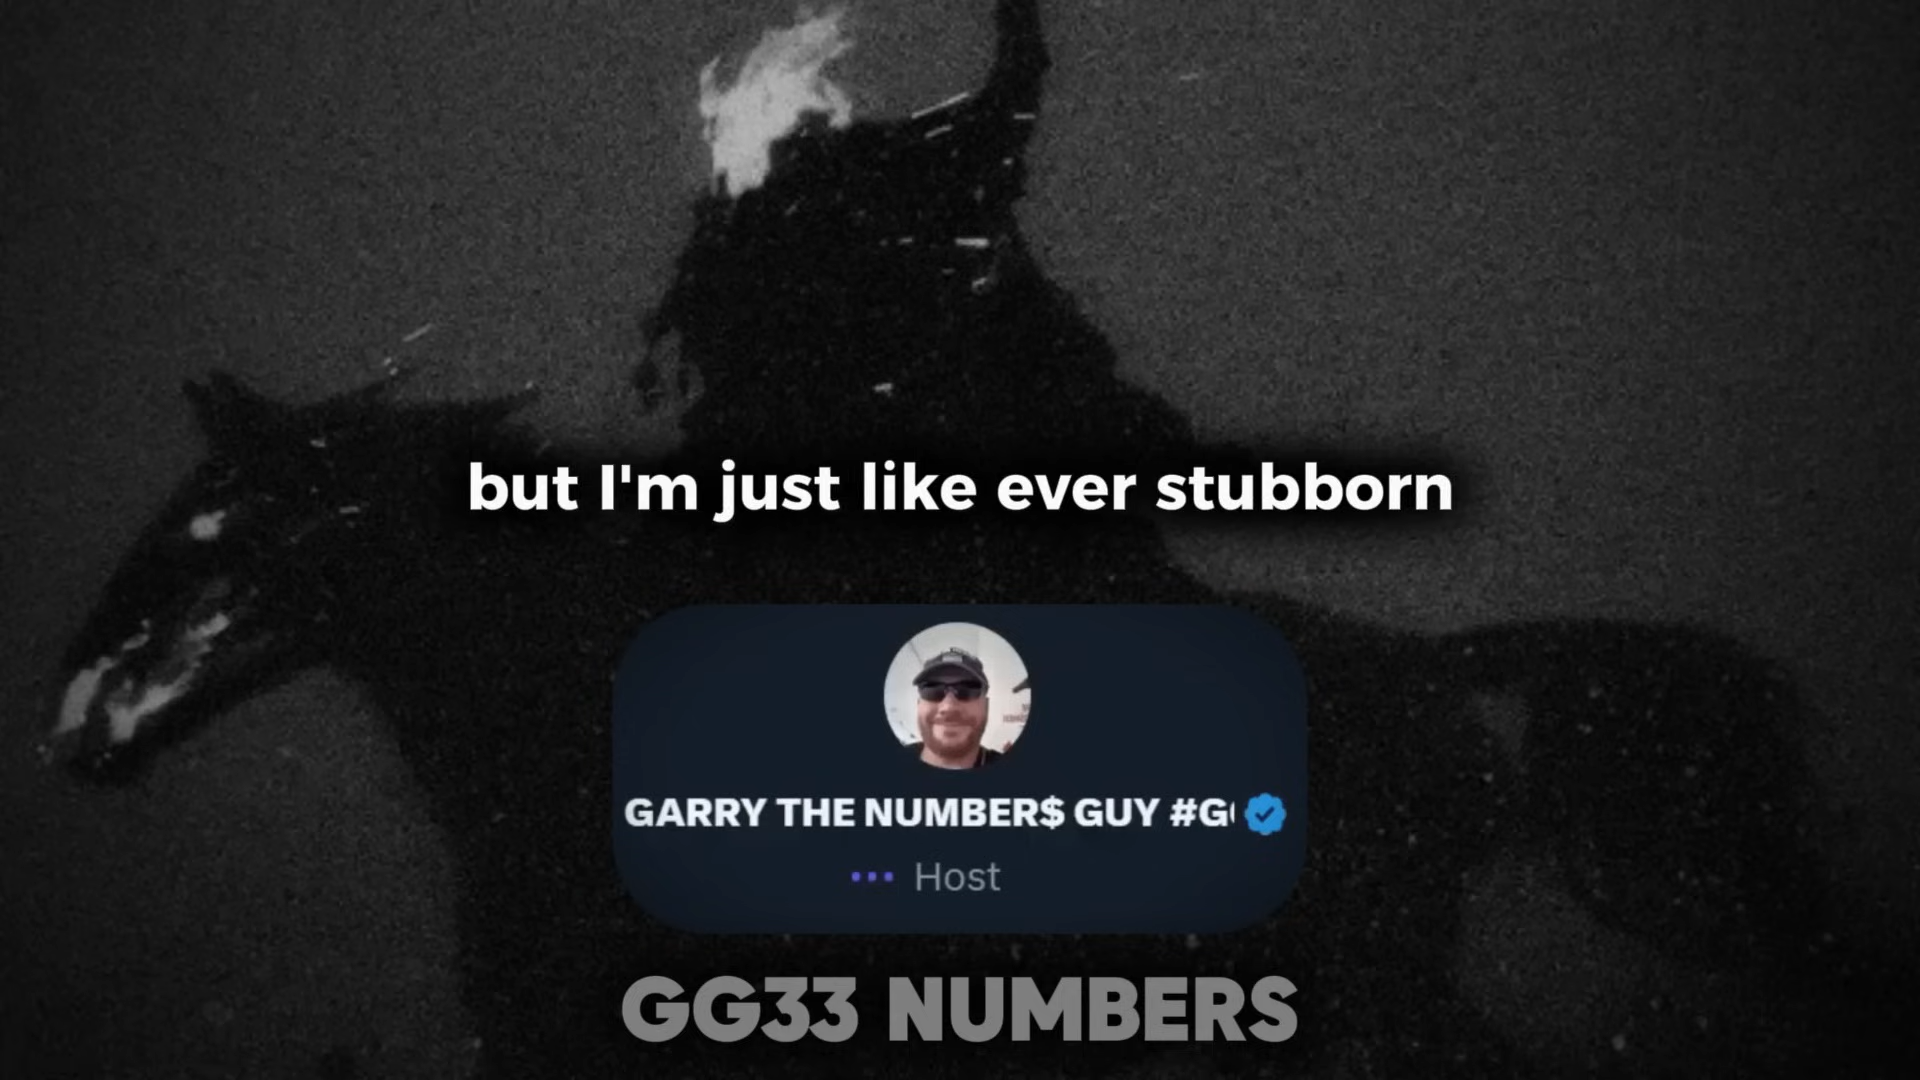 but I'm just like ever stubborn
GARRY THE NUMBER$ GUY #G
Host
GG33 NUMBERS